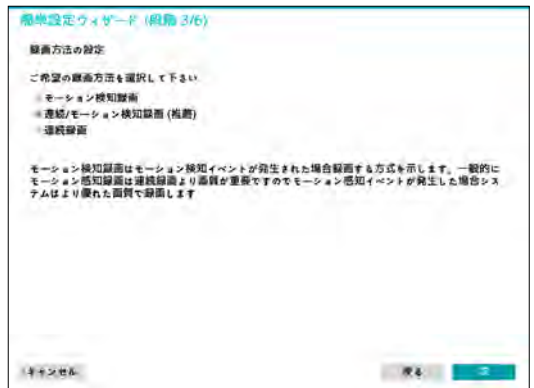 簡単設定ウィザード (段階 3/6)
録画方法の設定
ご希望の録画方法を選択して下さい
モーション検知録画
連続/モーション検知録画 (推薦)
連続録画
モーション検知録画はモーション検知イベントが発生された場合録画する方式を示します。一般的に
モーション感知録画は連続録画より画質が重要ですのでモーション感知イベントが発生した場合シス
テムはより優れた画質で録画します
キャンセル
戻る
次